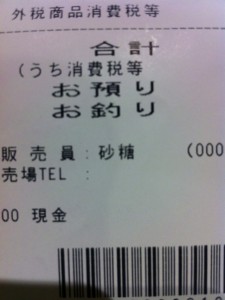 外税商品消費税等
合計
(うち消費税等
お預り
お釣り
販売員:砂糖 (000
売場TEL :
00 現金